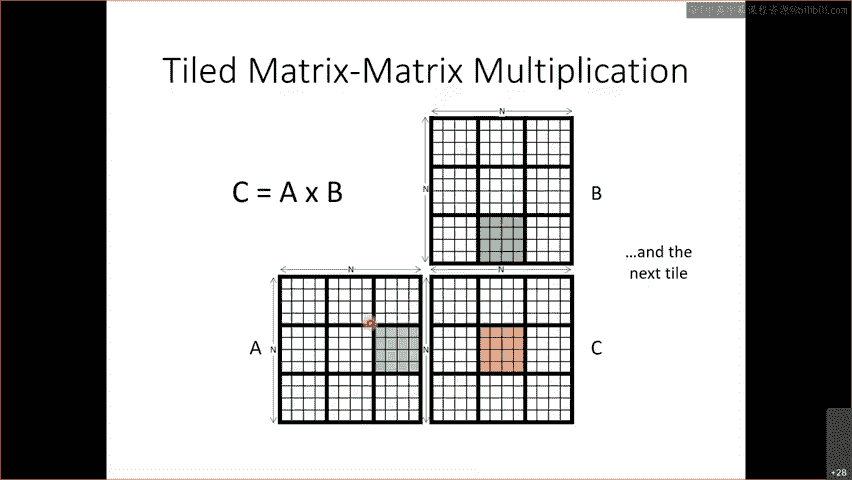 Tiled Matrix-Matrix Multiplication
N
C = A x B
N
B
…and the
next tile
N
N
A
N
N
C
+28